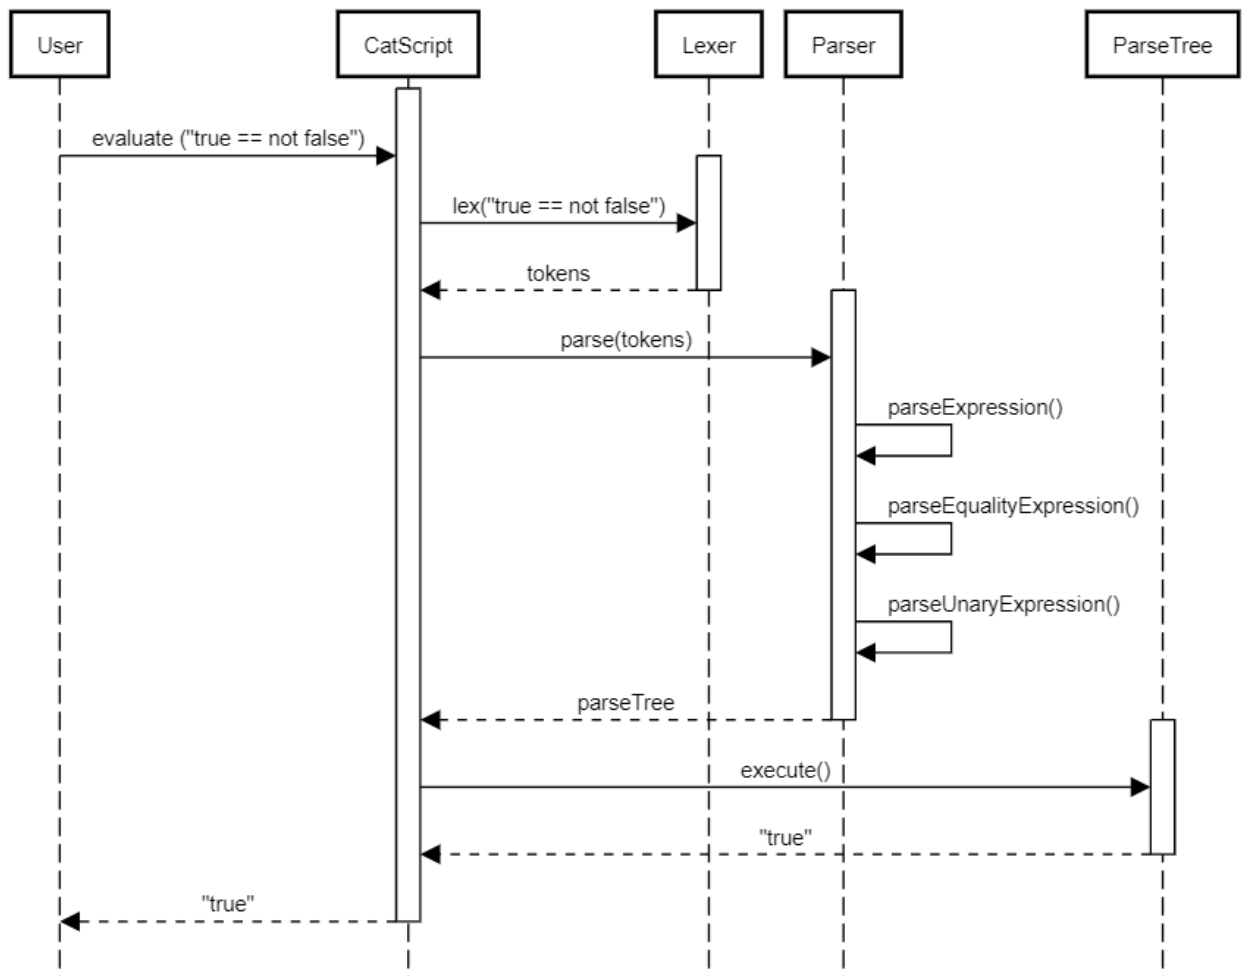 User
CatScript
Lexer
Parser
ParseTree
evaluate ("true == not false")
lex("true == not false")
tokens
parse(tokens)
parseExpression()
parseEqualityExpression()
parseUnaryExpression()
parseTree
execute()
"true"
"true"